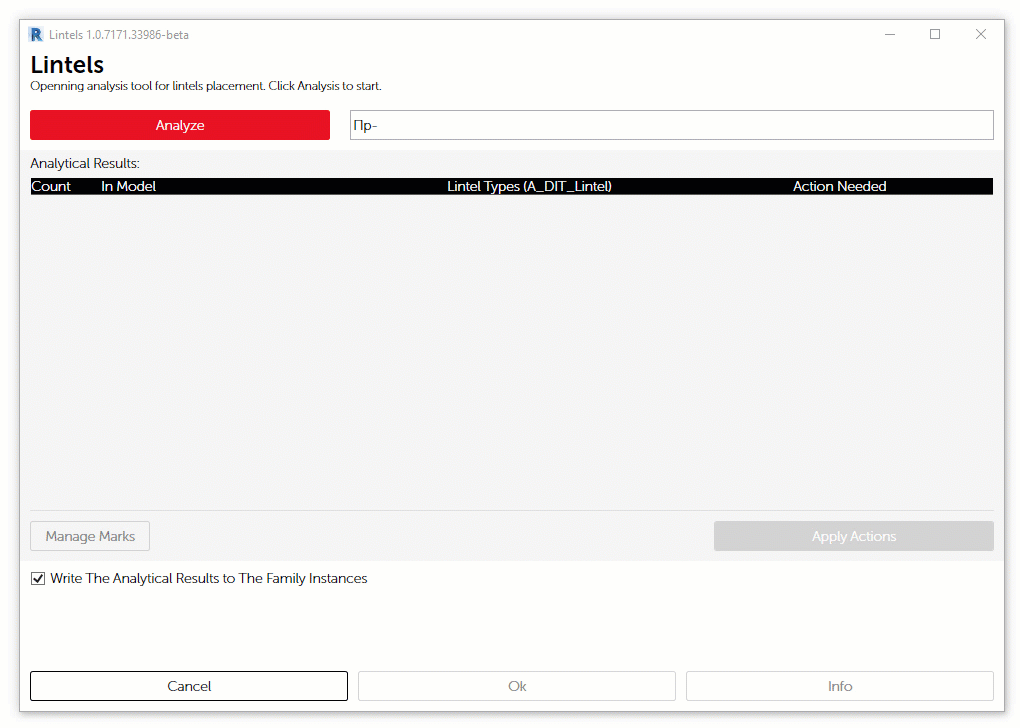 Lintels 1.0.7171.33986-beta
Lintels
Openning analysis tool for lintels placement. Click Analysis to start.
Analyze
Пр-
Analytical Results:
Count In Model Lintel Types (A_DIT_Lintel) Action Needed
Manage Marks Apply Actions
Write The Analytical Results to The Family Instances
Cancel Ok Info